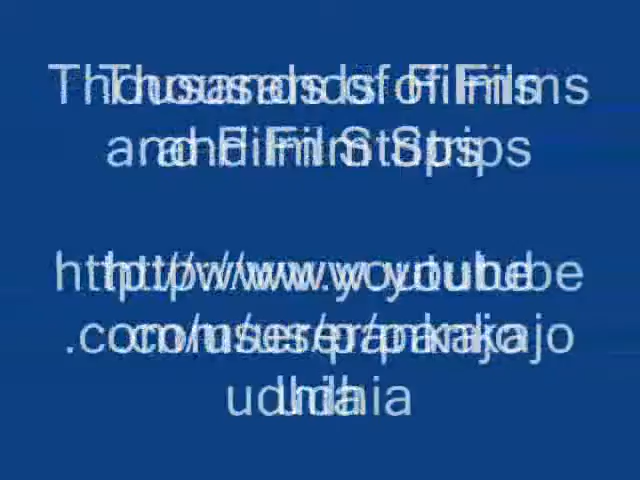 Thousands of Films
and Film Strips
http://www.youtube
.com/user/pankajo
udhia